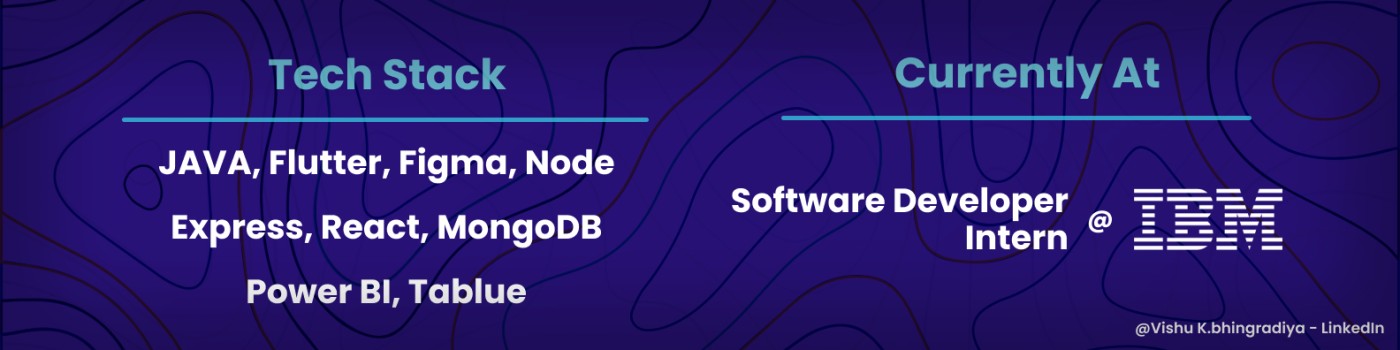 Tech Stack
JAVA, Flutter, Figma, Node
Express, React, MongoDB
Power BI, Tablue
Currently At
Software Developer
Intern
@
IBM
@Vishu K.bhingradiya - LinkedIn